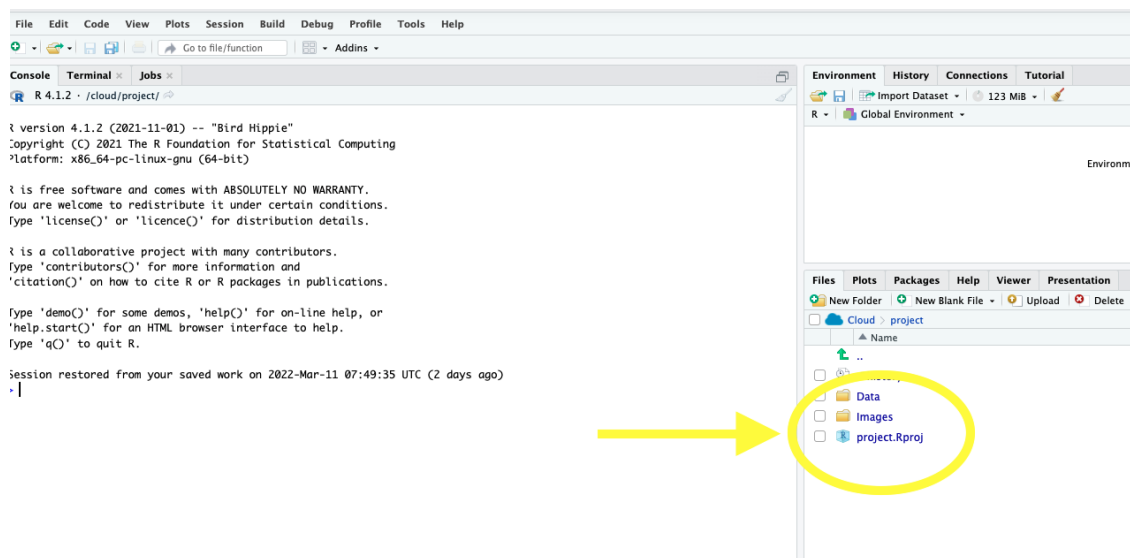 File Edit Code View Plots Session Build Debug Profile Tools Help
Go to file/function Addins
Console Terminal Jobs
R 4.1.2 · /cloud/project/
R version 4.1.2 (2021-11-01) -- "Bird Hippie"
Copyright (C) 2021 The R Foundation for Statistical Computing
Platform: x86_64-pc-linux-gnu (64-bit)
R is free software and comes with ABSOLUTELY NO WARRANTY.
You are welcome to redistribute it under certain conditions.
Type 'license()' or 'licence()' for distribution details.
R is a collaborative project with many contributors.
Type 'contributors()' for more information and
'citation()' on how to cite R or R packages in publications.
Type 'demo()' for some demos, 'help()' for on-line help, or
'help.start()' for an HTML browser interface to help.
Type 'q()' to quit R.
Session restored from your saved work on 2022-Mar-11 07:49:35 UTC (2 days ago)
>
Environment History Connections Tutorial
Import Dataset 123 MiB
R Global Environment
Environm
Files Plots Packages Help Viewer Presentation
New Folder New Blank File Upload Delete
Cloud > project
Name
..
Data
Images
project.Rproj